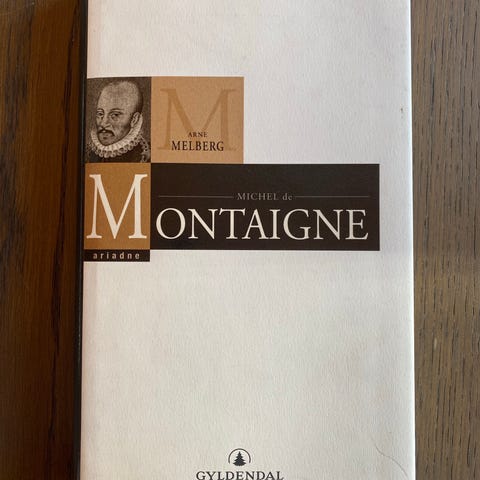 M
ARNE
MELBERG
MICHEL de
MONTAIGNE
ariadne
GYLDENDAL